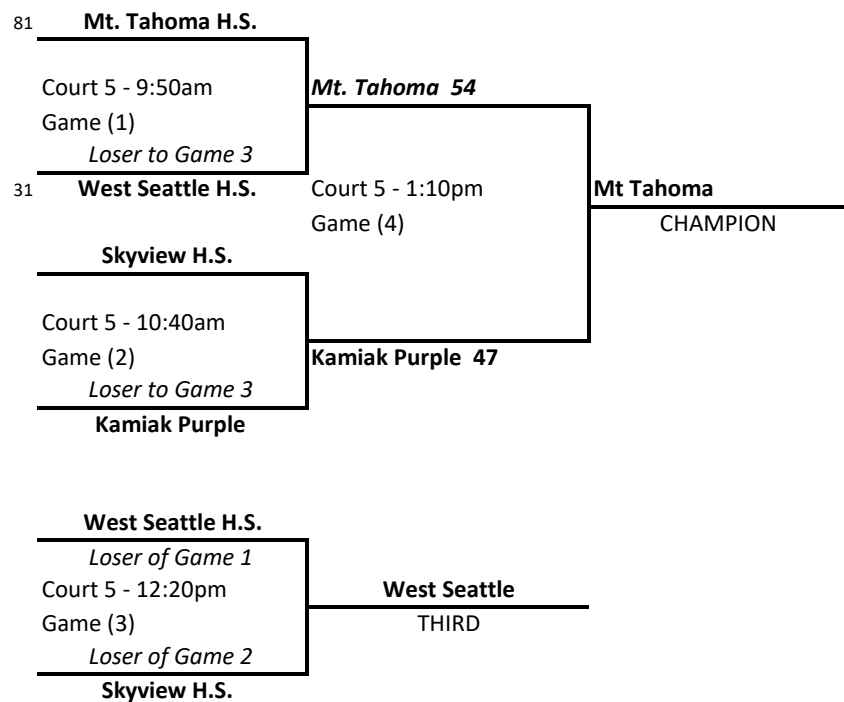 81 Mt. Tahoma H.S.
Court 5 - 9:50am
Mt. Tahoma 54
Game (1)
Loser to Game 3
31 West Seattle H.S.
Court 5 - 1:10pm
Mt Tahoma
Game (4)
CHAMPION
Skyview H.S.
Court 5 - 10:40am
Game (2)
Kamiak Purple 47
Loser to Game 3
Kamiak Purple
West Seattle H.S.
Loser of Game 1
Court 5 - 12:20pm
West Seattle
Game (3)
THIRD
Loser of Game 2
Skyview H.S.